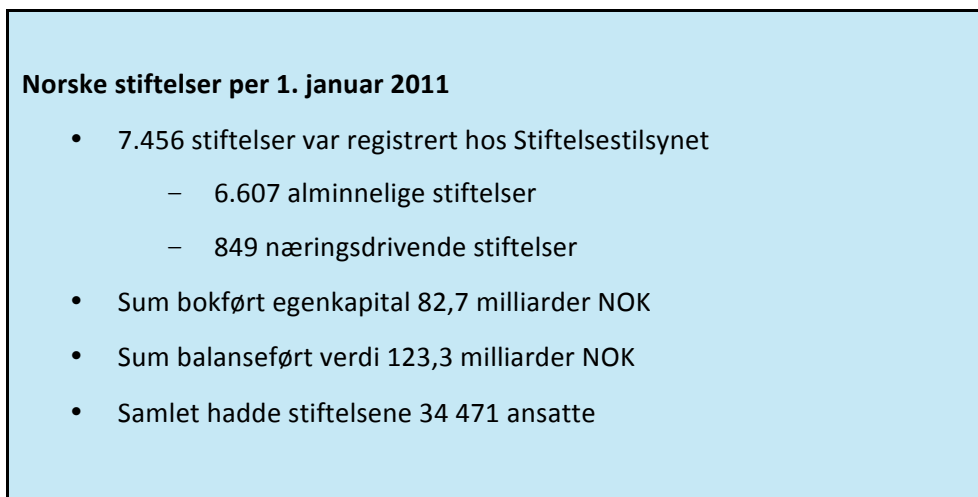 Norske stiftelser per 1. januar 2011
• 7.456 stiftelser var registrert hos Stiftelsestilsynet
– 6.607 alminnelige stiftelser
– 849 næringsdrivende stiftelser
• Sum bokført egenkapital 82,7 milliarder NOK
• Sum balanseført verdi 123,3 milliarder NOK
• Samlet hadde stiftelsene 34 471 ansatte